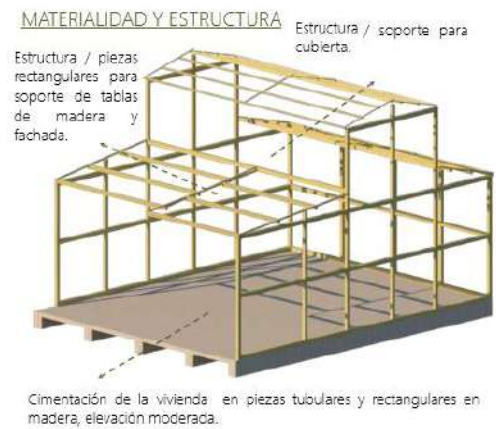 MATERIALIDAD Y ESTRUCTURA
Estructura / soporte para
cubierta.
Estructura / piezas
rectangulares para
soporte de tablas
de madera y
fachada.
Cimentación de la vivienda en piezas tubulares y rectangulares en
madera, elevación moderada.